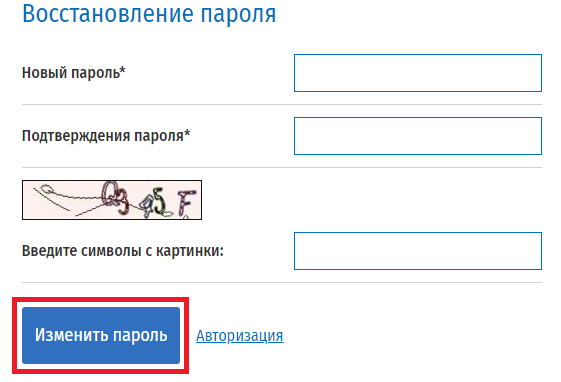 Восстановление пароля
Новый пароль*
Подтверждения пароля*
Введите символы с картинки:
Изменить пароль Авторизация